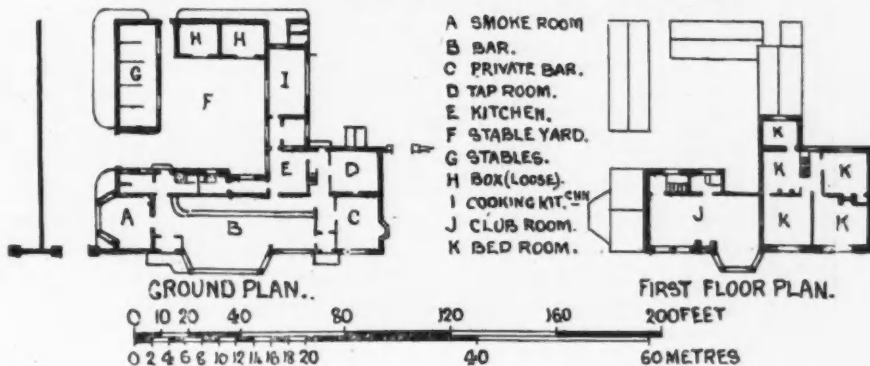 H H
G
I
F
E
D
A
B
C
GROUND PLAN..
A SMOKE ROOM
B BAR.
C PRIVATE BAR.
D TAP ROOM.
E KITCHEN.
F STABLE YARD.
G STABLES.
H BOX(LOOSE).
I COOKING KIT.CHN
J CLUB ROOM.
K BED ROOM.
K
K K
J K K
FIRST FLOOR PLAN.
0 10 20 40 80 120 160 200 FEET
0 2 4 6 8 10 12 14 16 18 20 40 60 METRES